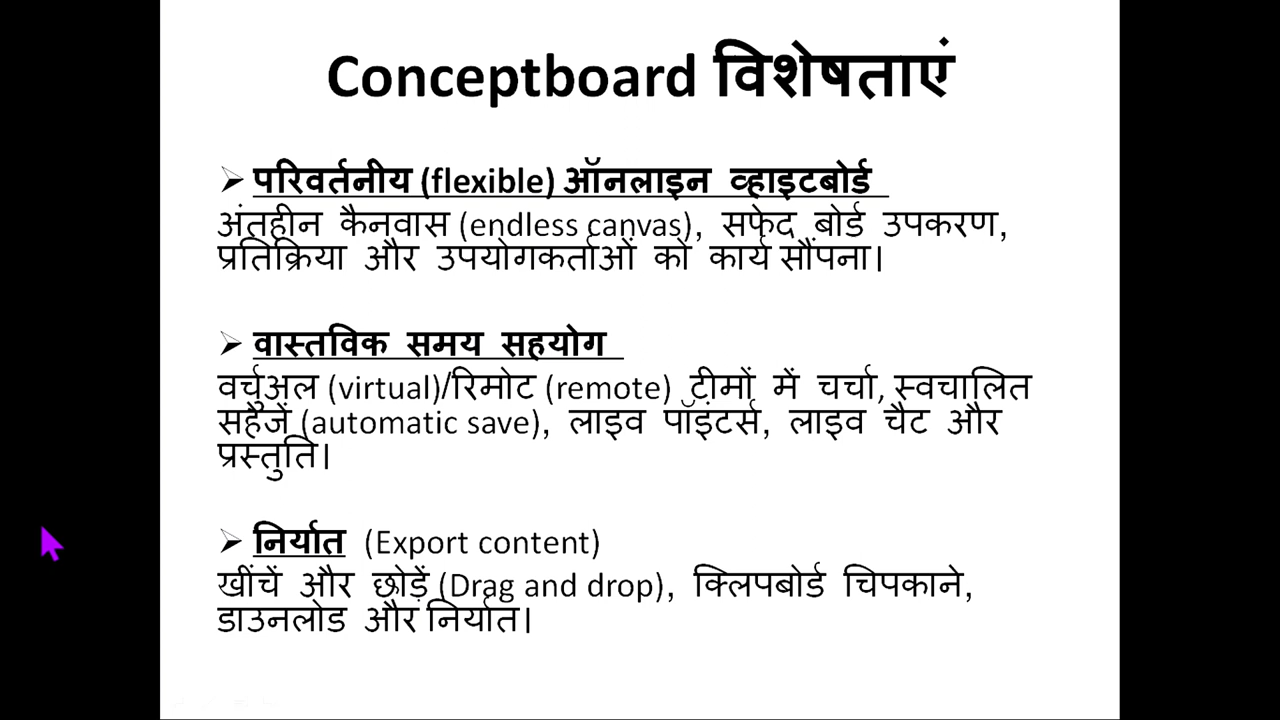 Conceptboard विशेषताएं
➢ परिवर्तनीय (flexible) ऑनलाइन व्हाइटबोर्ड
अंतहीन कैनवास (endless canvas), सफेद बोर्ड उपकरण,
प्रतिक्रिया और उपयोगकर्ताओं को कार्य सौंपना।
➢ वास्तविक समय सहयोग
वर्चुअल (virtual)/रिमोट (remote) टीमों में चर्चा, स्वचालित
सहेजें (automatic save), लाइव पॉइंटर्स, लाइव चैट और
प्रस्तुति।
➢ निर्यात (Export content)
खींचें और छोड़ें (Drag and drop), क्लिपबोर्ड चिपकाने,
डाउनलोड और निर्यात।